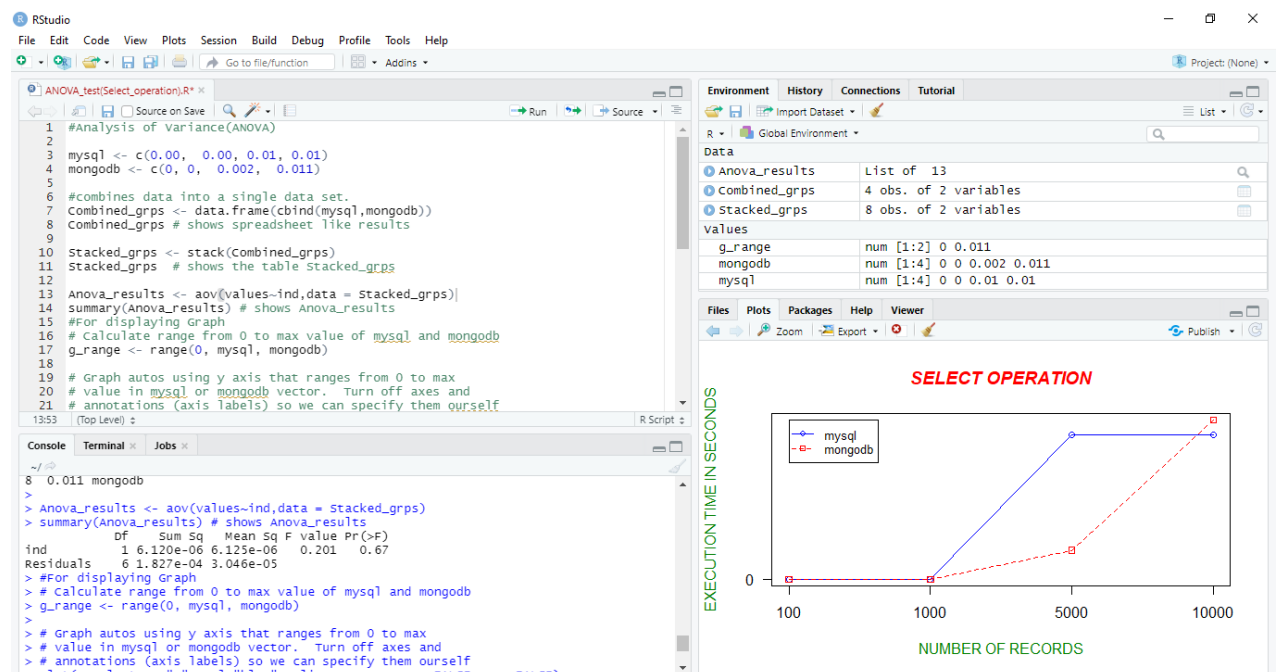 RStudio
File Edit Code View Plots Session Build Debug Profile Tools Help
Go to file/function
Addins
Project: (None)
ANOVA_test(Select_operation).R*
Source on Save
Run
Source
1 #Analysis of Variance(ANOVA)
2
3 mysql <- c(0.00,  0.00, 0.01, 0.01)
4 mongodb <- c(0, 0,  0.002,  0.011)
5
6 #combines data into a single data set.
7 Combined_grps <- data.frame(cbind(mysql,mongodb))
8 Combined_grps # shows spreadsheet like results
9
10 Stacked_grps <- stack(Combined_grps)
11 Stacked_grps  # shows the table Stacked_grps
12
13 Anova_results <- aov(values~ind,data = Stacked_grps)
14 summary(Anova_results) # shows Anova_results
15 #For displaying Graph
16 # Calculate range from 0 to max value of mysql and mongodb
17 g_range <- range(0, mysql, mongodb)
18
19 # Graph autos using y axis that ranges from 0 to max
20 # value in mysql or mongodb vector.  Turn off axes and
21 # annotations (axis labels) so we can specify them ourself
13:53 (Top Level) R Script
Console Terminal Jobs
~/
8  0.011 mongodb
>
> Anova_results <- aov(values~ind,data = Stacked_grps)
> summary(Anova_results) # shows Anova_results
Df    Sum Sq   Mean Sq F value Pr(>F)
ind          1 6.120e-06 6.125e-06   0.201   0.67
Residuals    6 1.827e-04 3.046e-05
> #For displaying Graph
> # Calculate range from 0 to max value of mysql and mongodb
> g_range <- range(0, mysql, mongodb)
>
> # Graph autos using y axis that ranges from 0 to max
> # value in mysql or mongodb vector.  Turn off axes and
> # annotations (axis labels) so we can specify them ourself
Environment History Connections Tutorial
Import Dataset
List
R Global Environment
Data
Anova_results List of  13
Combined_grps 4 obs. of 2 variables
Stacked_grps 8 obs. of 2 variables
Values
g_range num [1:2] 0 0.011
mongodb num [1:4] 0 0 0.002 0.011
mysql num [1:4] 0 0 0.01 0.01
Files Plots Packages Help Viewer
Zoom Export Publish
SELECT OPERATION
mysql
mongodb
EXECUTION TIME IN SECONDS
0
100 1000 5000 10000
NUMBER OF RECORDS